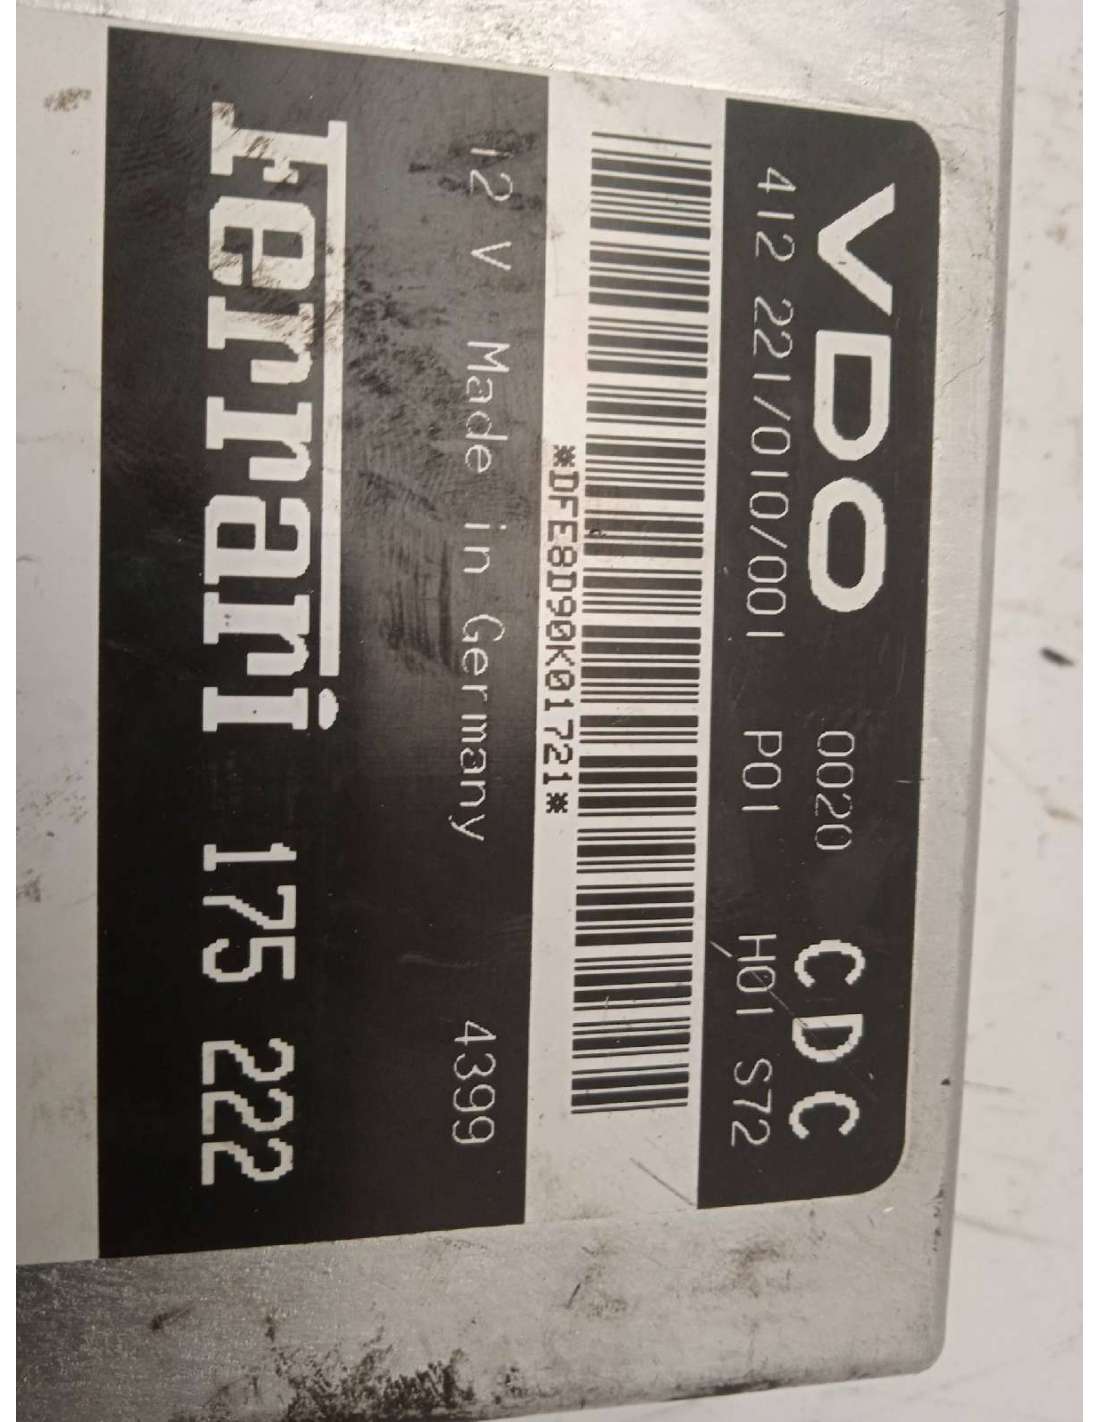 VDO 0020 CDC
412 221/010/001 P01 H01 S72
*DFE8D90K01721*
12 V Made in Germany 4399
Ferrari 175 222